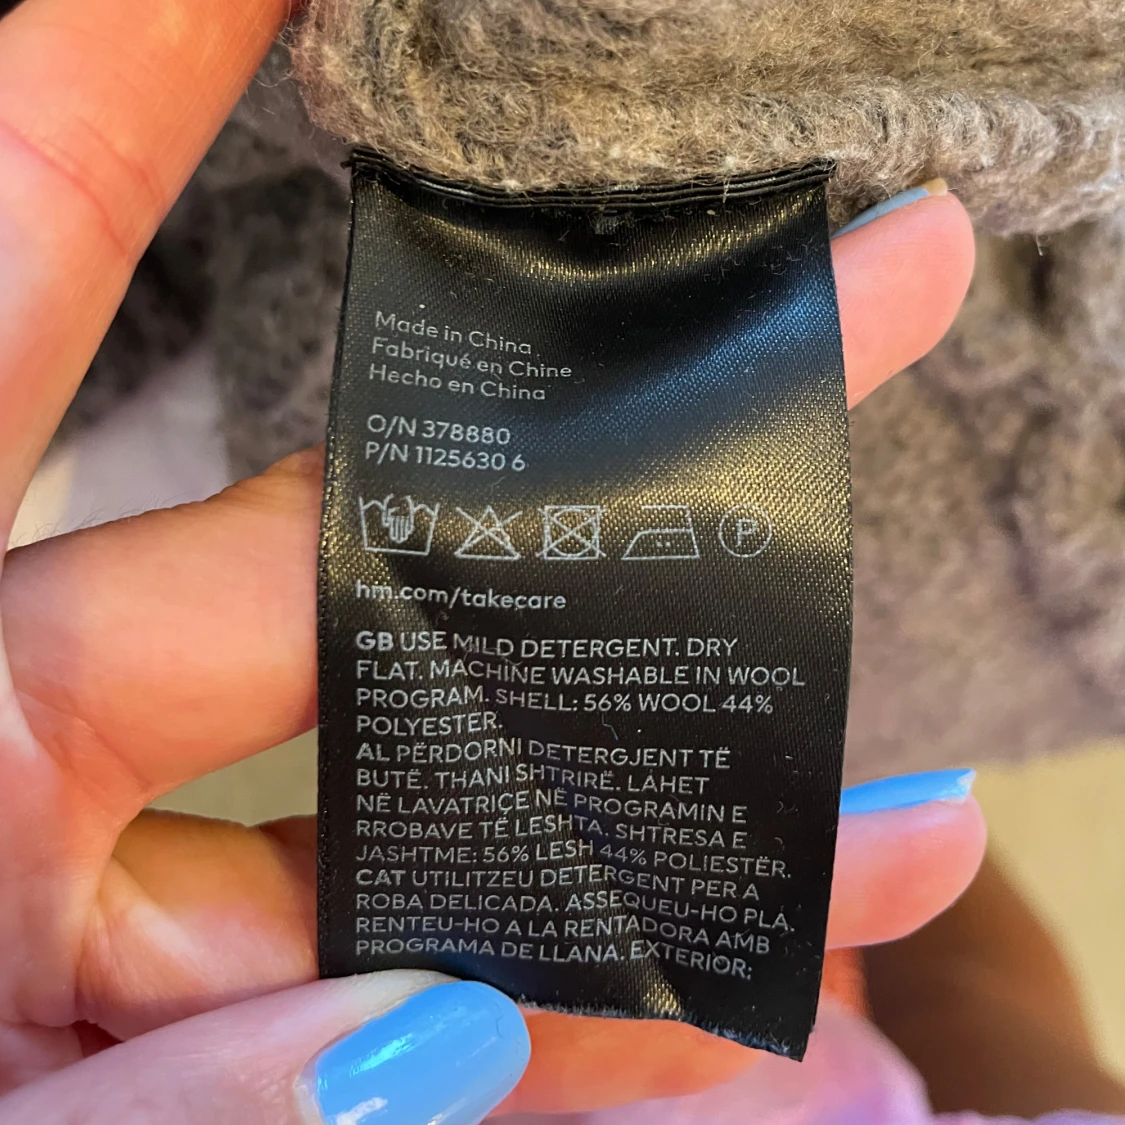 Made in China
Fabriqué en Chine
Hecho en China
O/N 378880
P/N 1125630 6
P
hm.com/takecare
GB USE MILD DETERGENT. DRY
FLAT. MACHINE WASHABLE IN WOOL
PROGRAM. SHELL: 56% WOOL 44%
POLYESTER.
AL PËRDORNI DETERGJENT TË
BUTË. THANI SHTRIRË. LAHET
NË LAVATRIÇE NË PROGRAMIN E
RROBAVE TË LESHTA. SHTRESA E
JASHTME: 56% LESH 44% POLIESTËR.
CAT UTILITZEU DETERGENT PER A
ROBA DELICADA. ASSEQUEU-HO PLA.
RENTEU-HO A LA RENTADORA AMB
PROGRAMA DE LLANA. EXTERIOR: